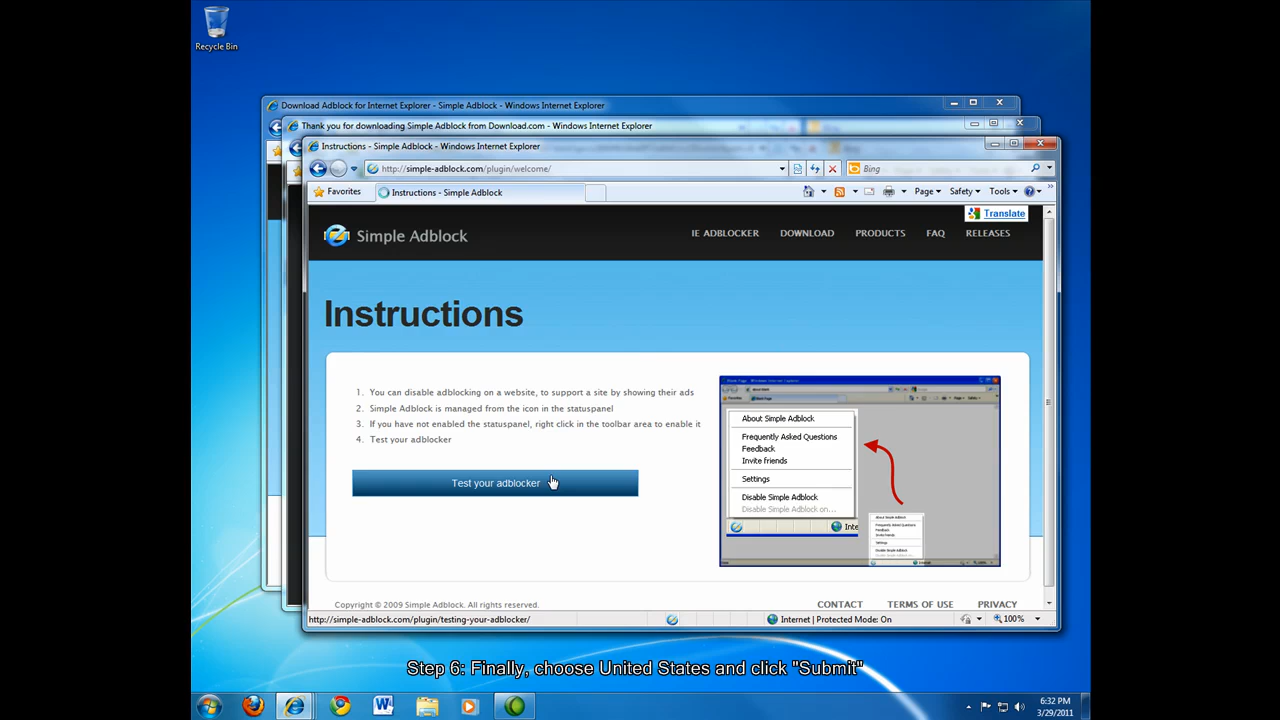 Recycle Bin
Download Adblock for Internet Explorer - Simple Adblock - Windows Internet Explorer
Thank you for downloading Simple Adblock from Download.com - Windows Internet Explorer
Instructions - Simple Adblock - Windows Internet Explorer
http://simple-adblock.com/plugin/welcome/
Bing
Favorites
Instructions - Simple Adblock
Page
Safety
Tools
Translate
Simple Adblock
IE ADBLOCKER
DOWNLOAD
PRODUCTS
FAQ
RELEASES
Instructions
1. You can disable adblocking on a website, to support a site by showing their ads
2. Simple Adblock is managed from the icon in the statuspanel
3. If you have not enabled the statuspanel, right click in the toolbar area to enable it
4. Test your adblocker
Test your adblocker
About Simple Adblock
Frequently Asked Questions
Feedback
Invite friends
Settings
Disable Simple Adblock
Disable Simple Adblock on...
Inte
Copyright © 2009 Simple Adblock. All rights reserved.
CONTACT
TERMS OF USE
PRIVACY
http://simple-adblock.com/plugin/testing-your-adblocker/
Internet | Protected Mode: On
100%
Step 6: Finally, choose United States and click "Submit"
6:32 PM
3/29/2011